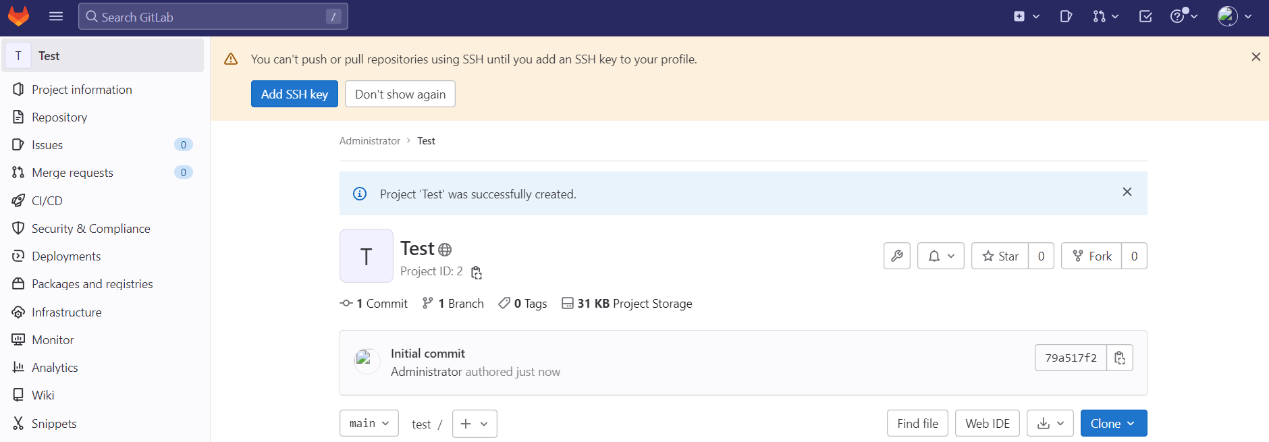 Search GitLab /
T Test
You can't push or pull repositories using SSH until you add an SSH key to your profile.
Add SSH key Don't show again
Project information
Repository
Issues 0
Merge requests 0
CI/CD
Security & Compliance
Deployments
Packages and registries
Infrastructure
Monitor
Analytics
Wiki
Snippets
Administrator > Test
Project 'Test' was successfully created.
T
Test
Project ID: 2
Star 0 Fork 0
1 Commit 1 Branch 0 Tags 31 KB Project Storage
Initial commit
Administrator authored just now
79a517f2
main test / + Find file Web IDE Clone